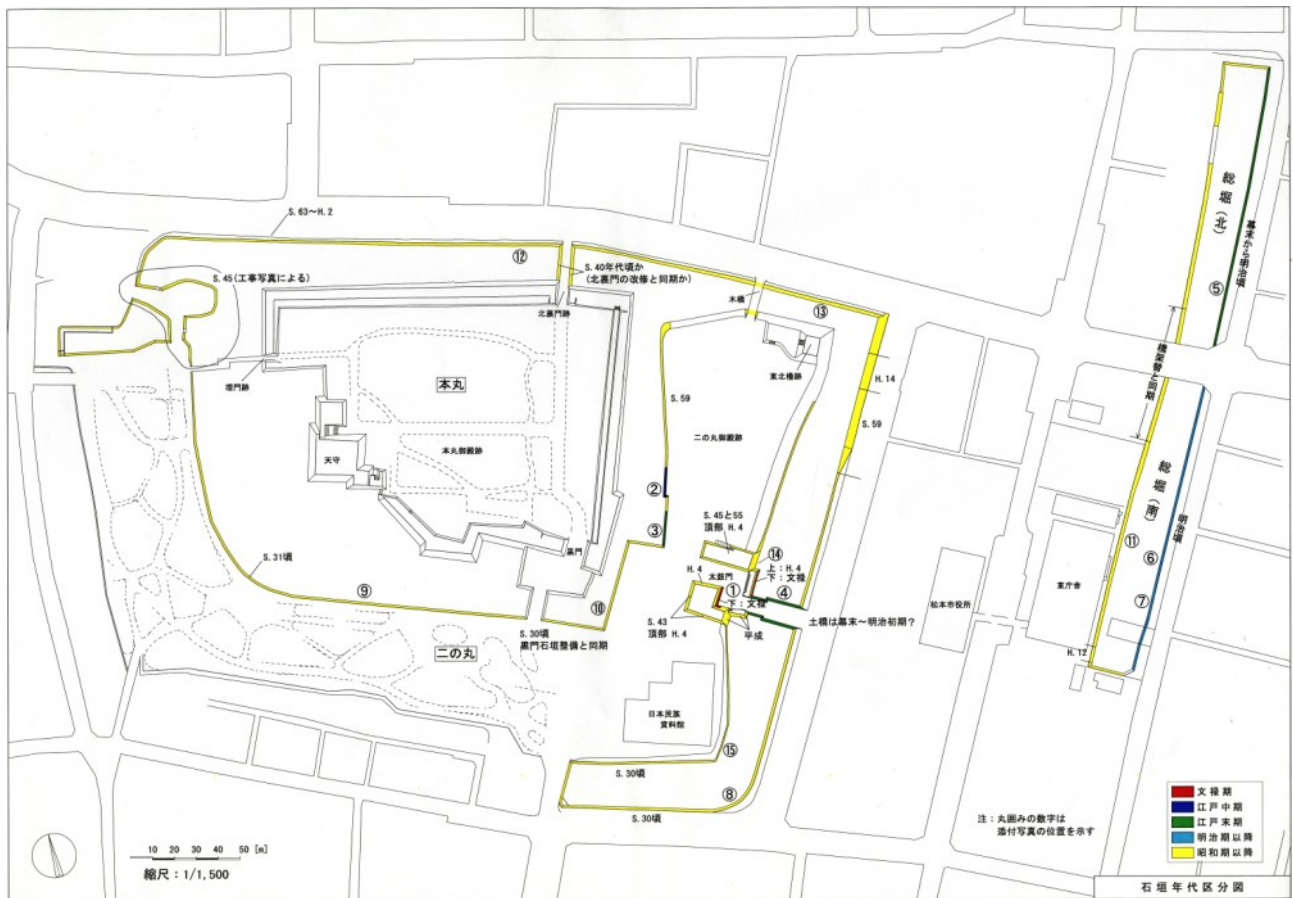 S.63～H.2
⑫
S.45(工事写真による)
S.40年代頃か
(北裏門の改修と同期か)
木橋
⑬
北裏門跡
東北櫓跡
埋門跡
本丸
S.59
H.14
S.59
本丸御殿跡
二の丸御殿跡
天守
②
③
S.45と55
頂部 H.4
⑭
上：H.4
下：文禄
黒門
太鼓門
H.4
①
④
下：文禄
S.31頃
⑨
⑩
S.43
頂部 H.4
平成
土橋は幕末～明治初期？
S.30頃
黒門石垣整備と同期
二の丸
日本民族
資料館
⑮
S.30頃
⑧
S.30頃
松本市役所
総堀(北)
幕末から明治頃
⑤
橋架替と同期
総堀(南)
明治頃
⑪
⑥
⑦
東庁舎
H.12
注：丸囲みの数字は
添付写真の位置を示す
文禄期
江戸中期
江戸末期
明治期以降
昭和期以降
10 20 30 40 50 [m]
縮尺：1/1,500
石垣年代区分図